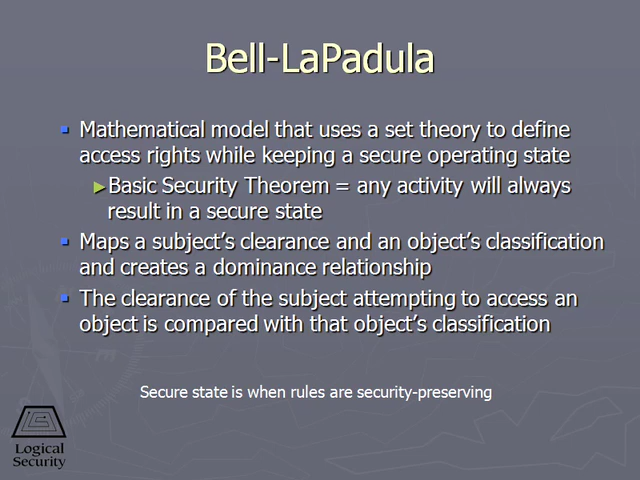 Bell-LaPadula
Mathematical model that uses a set theory to define
access rights while keeping a secure operating state
Basic Security Theorem = any activity will always
result in a secure state
Maps a subject's clearance and an object's classification
and creates a dominance relationship
The clearance of the subject attempting to access an
object is compared with that object's classification
Secure state is when rules are security-preserving
Logical
Security